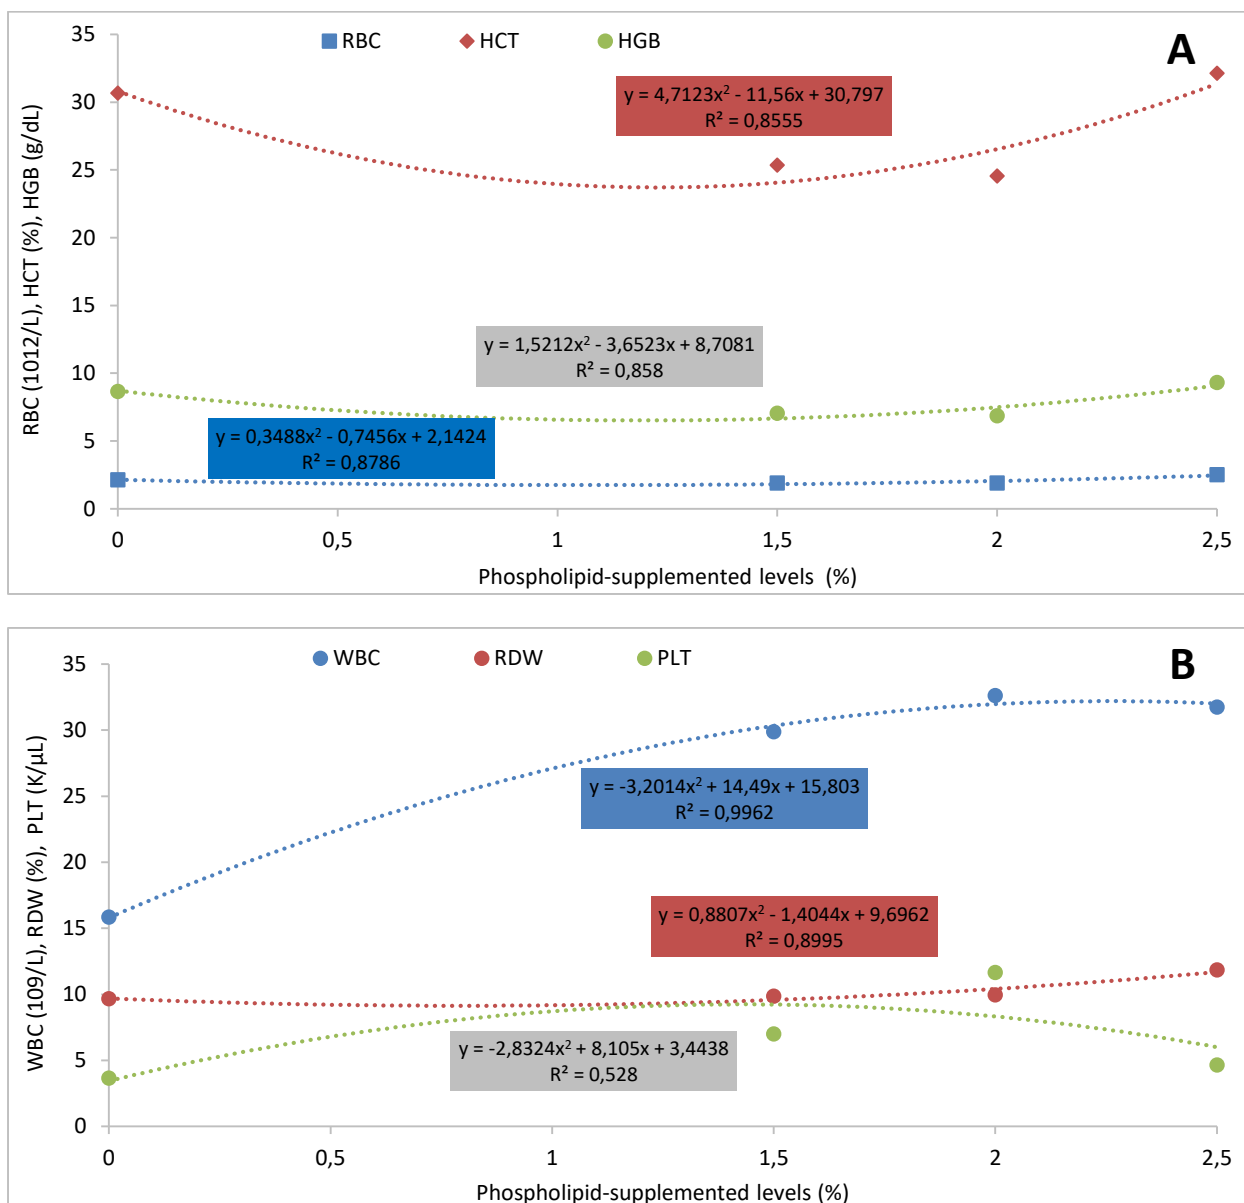 RBC HCT HGB
A
35
30
25
20
15
10
5
0
RBC (1012/L), HCT (%), HGB (g/dL)
y = 4,7123x² - 11,56x + 30,797
R² = 0,8555
y = 1,5212x² - 3,6523x + 8,7081
R² = 0,858
y = 0,3488x² - 0,7456x + 2,1424
R² = 0,8786
0 0,5 1 1,5 2 2,5
Phospholipid-supplemented levels (%)
WBC RDW PLT
B
35
30
25
20
15
10
5
0
WBC (109/L), RDW (%), PLT (K/µL)
y = -3,2014x² + 14,49x + 15,803
R² = 0,9962
y = 0,8807x² - 1,4044x + 9,6962
R² = 0,8995
y = -2,8324x² + 8,105x + 3,4438
R² = 0,528
0 0,5 1 1,5 2 2,5
Phospholipid-supplemented levels (%)